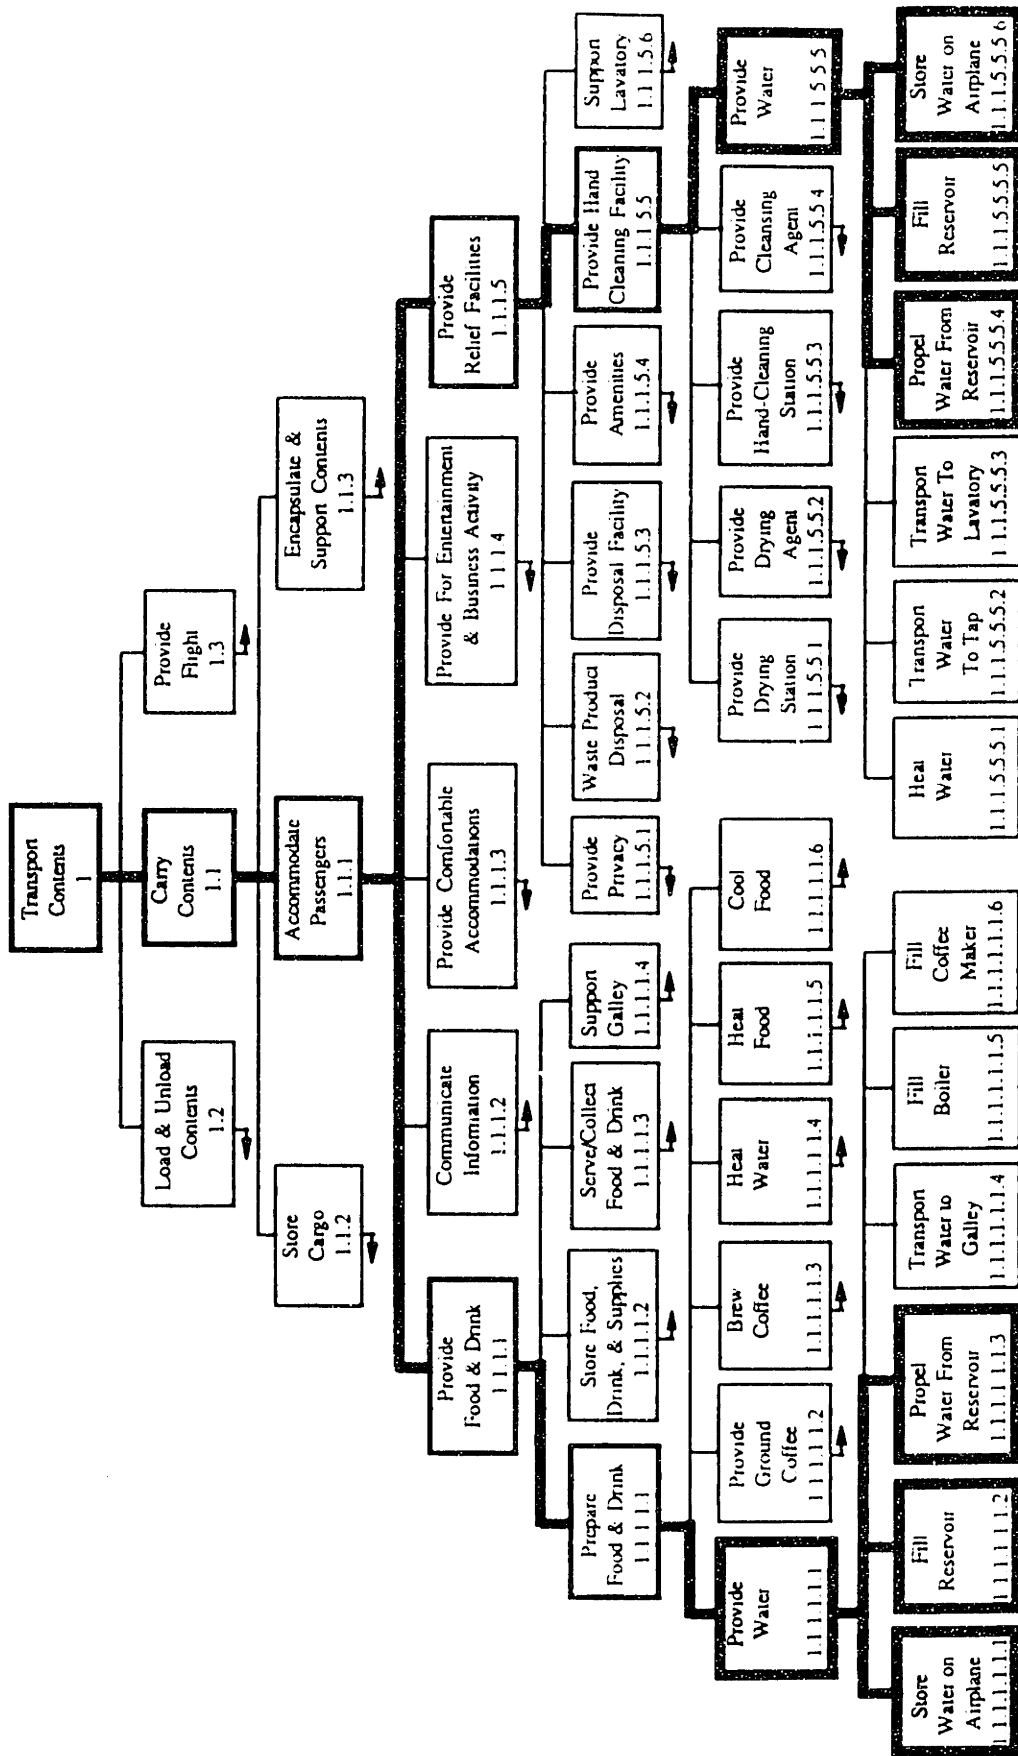 Transport
Contents
1
Load & Unload
Contents
1.2
Carry
Contents
1.1
Provide
Flight
1.3
Store
Cargo
1.1.2
Accommodate
Passengers
1.1.1
Encapsulate &
Support Contents
1.1.3
Provide
Food & Drink
1.1.1.1
Communicate
Information
1.1.1.2
Provide Comfortable
Accommodations
1.1.1.3
Provide For Entertainment
& Business Activity
1 1 1 4
Provide
Relief Facilities
1.1.1.5
Prepare
Food & Drink
1.1.1 1.1
Store Food,
Drink, & Supplies
1.1.1.1.2
Serve/Collect
Food & Drink
1.1.1.1.3
Support
Galley
1.1.1.1.4
Provide
Privacy
1.1.1.5.1
Waste Product
Disposal
1.1.1.5.2
Provide
Disposal Facility
1.1.1.5.3
Provide
Amenities
1.1.1.5.4
Provide Hand
Cleaning Facility
1.1.1.5.5
Support
Lavatory
1.1 1.5.6
Provide
Water
1.1.1.1.1.1
Provide
Ground
Coffee
1 1 1.1 1.2
Brew
Coffee
1.1.1.1.1.3
Heat
Water
1.1.1.1.1.4
Heat
Food
1.1.1.1.1.5
Cool
Food
1.1.1.1.1.6
Provide
Drying
Station
1 1 1.5.5.1
Provide
Drying
Agent
1.1.1.5.5.2
Provide
Hand-Cleaning
Station
1.1.1.5.5.3
Provide
Cleansing
Agent
1.1.1.5.5 4
Provide
Water
1.1 1 5 5 5
Store
Water on
Airplane
1.1.1.1.1.1.1
Fill
Reservoir
1 1 1.1 1 1.2
Propel
Water From
Reservoir
1.1.1.1 1.1.3
Transport
Water to
Galley
1.1.1.1.1.1.4
Fill
Boiler
1.1.1.1.1.1.5
Fill
Coffee
Maker
1.1.1.1.1.1.6
Heat
Water
1.1.1.5.5.5.1
Transport
Water
To Tap
1.1.1.5.5.5.2
Transport
Water To
Lavatory
1 1 1.5.5.5.3
Propel
Water From
Reservoir
1.1.1.5.5.5.4
Fill
Reservoir
1.1.1.5.5.5.5
Store
Water on
Airplane
1.1.1.5.5.5 6